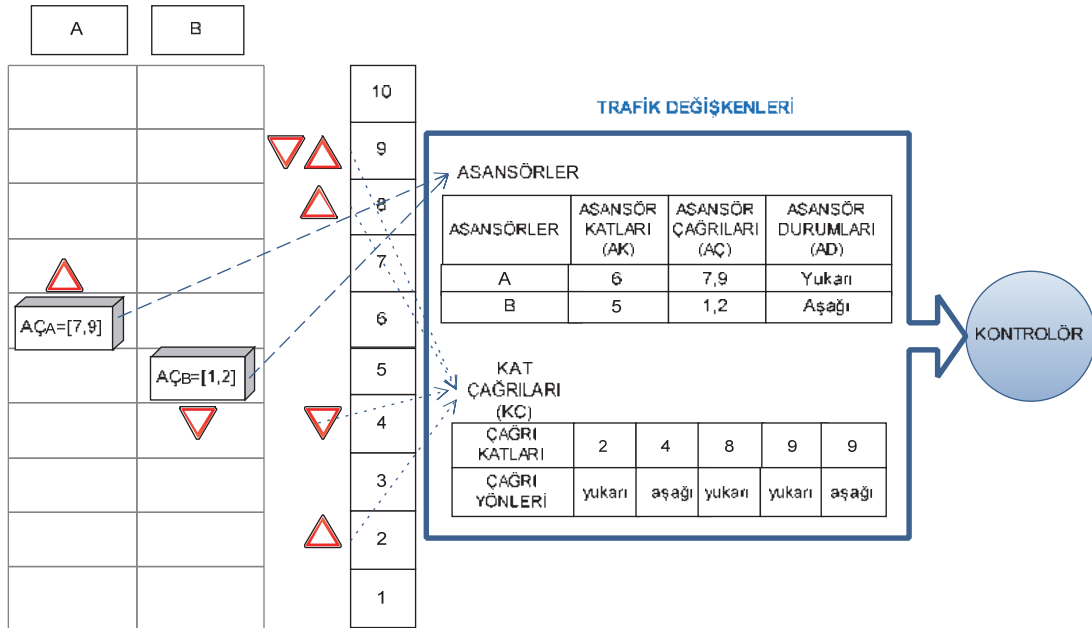 A
B
10
9
8
7
6
5
4
3
2
1
AÇA=[7,9]
AÇB=[1,2]
TRAFİK DEĞİŞKENLERİ
ASANSÖRLER
ASANSÖRLER
ASANSÖR
KATLARI
(AK)
ASANSÖR
ÇAĞRILARI
(AÇ)
ASANSÖR
DURUMLARI
(AD)
A 6 7,9 Yukarı
B 5 1,2 Aşağı
KAT
ÇAĞRILARI
(KÇ)
ÇAĞRI
KATLARI
2 4 8 9 9
ÇAĞRI
YÖNLERİ
yukarı aşağı yukarı yukarı aşağı
KONTROLÖR